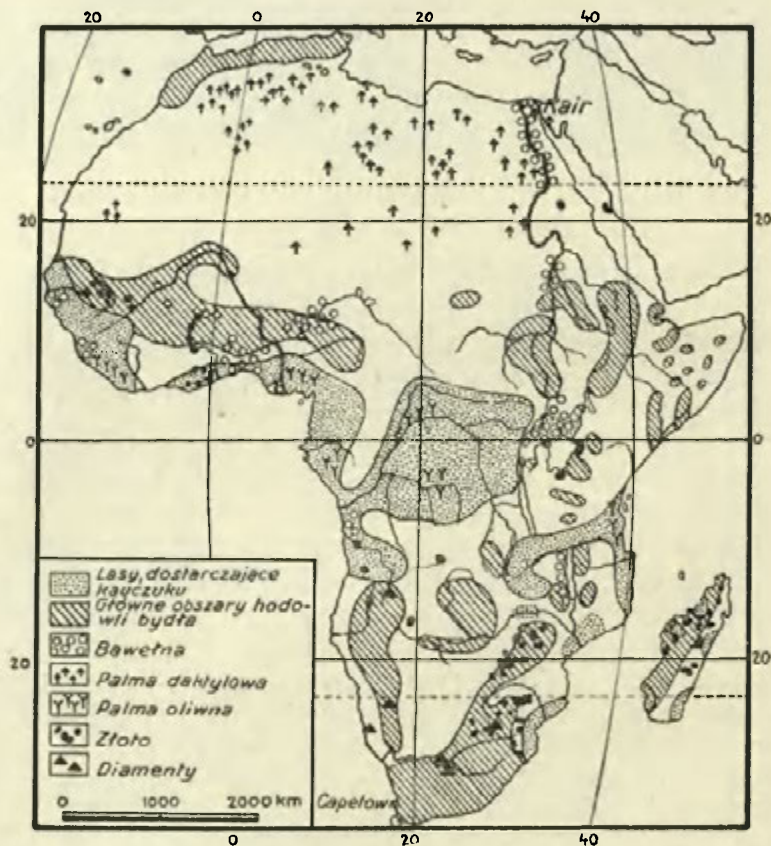 20 0 20 40
Kair
20 20
0 0
20 20
Lasy, dostarczające
kauczuku
Główne obszary hodo-
wli bydła
Bawełna
Palma daktylowa
Palma oliwna
Złoto
Diamenty
0 1000 2000 km
Capetown
0 20 40